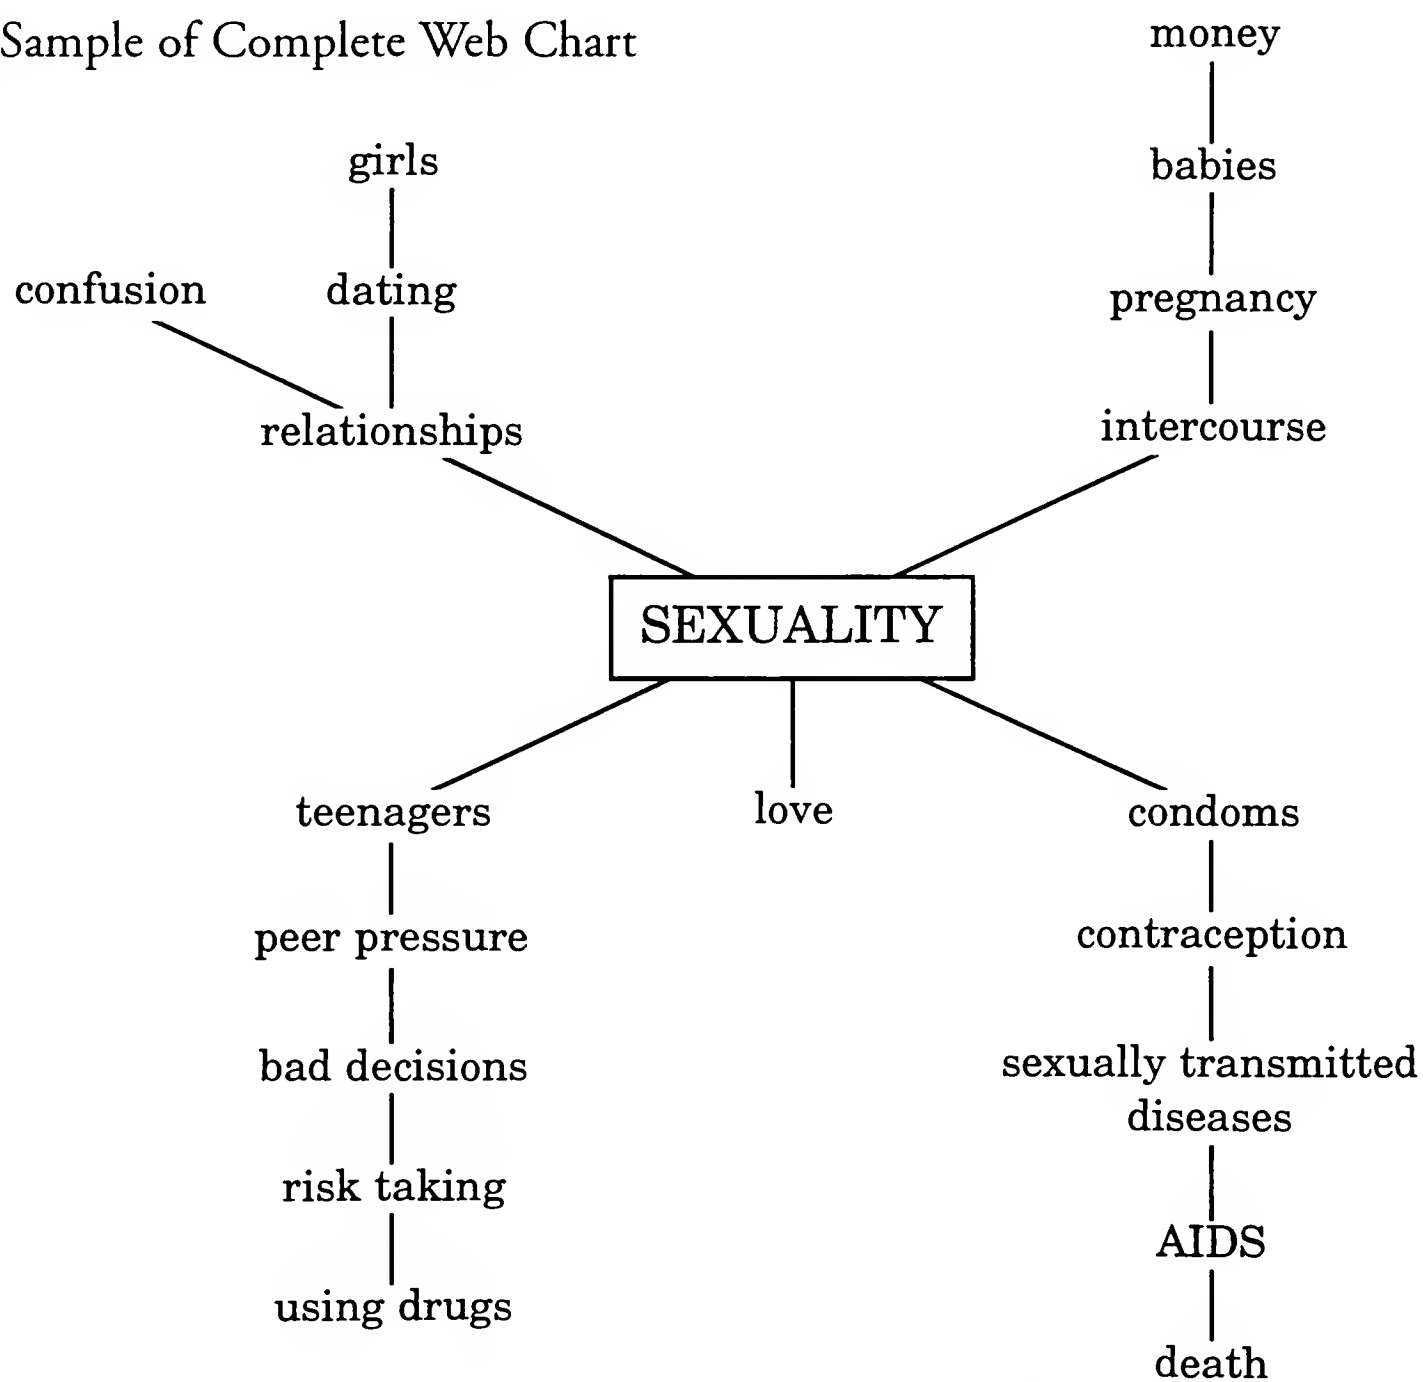 Sample of Complete Web Chart
money
girls
babies
confusion
dating
pregnancy
relationships
intercourse
SEXUALITY
teenagers
love
condoms
peer pressure
contraception
bad decisions
sexually transmitted
diseases
risk taking
AIDS
using drugs
death